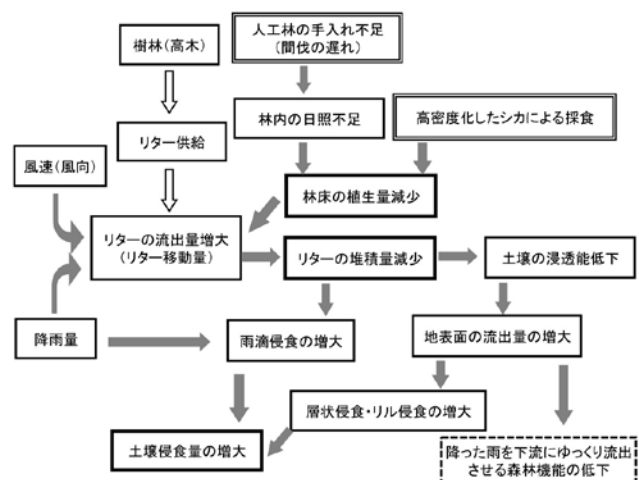 人工林の手入れ不足
(間伐の遅れ)
樹林(高木)
林内の日照不足
高密度化したシカによる採食
リター供給
風速(風向)
林床の植生量減少
リターの流出量増大
(リター移動量)
リターの堆積量減少
土壌の浸透能低下
降雨量
雨滴侵食の増大
地表面の流出量の増大
層状侵食・リル侵食の増大
土壌侵食量の増大
降った雨を下流にゆっくり流出
させる森林機能の低下